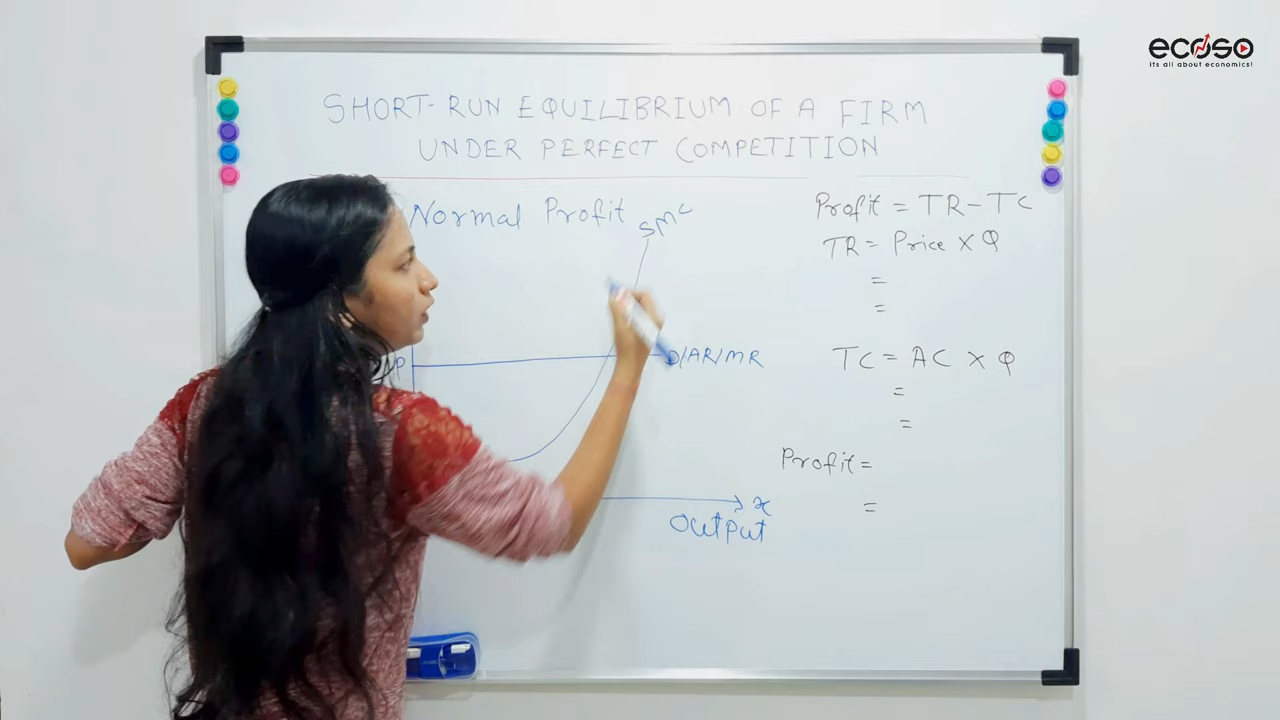 ecoso
its all about economics!
SHORT-RUN EQUILIBRIUM OF A FIRM
UNDER PERFECT COMPETITION
Normal Profit
SMC
P
D/AR/MR
x
OUTPUT
Profit = TR - TC
TR = Price X Q
=
=
TC = AC X Q
=
=
Profit =
=